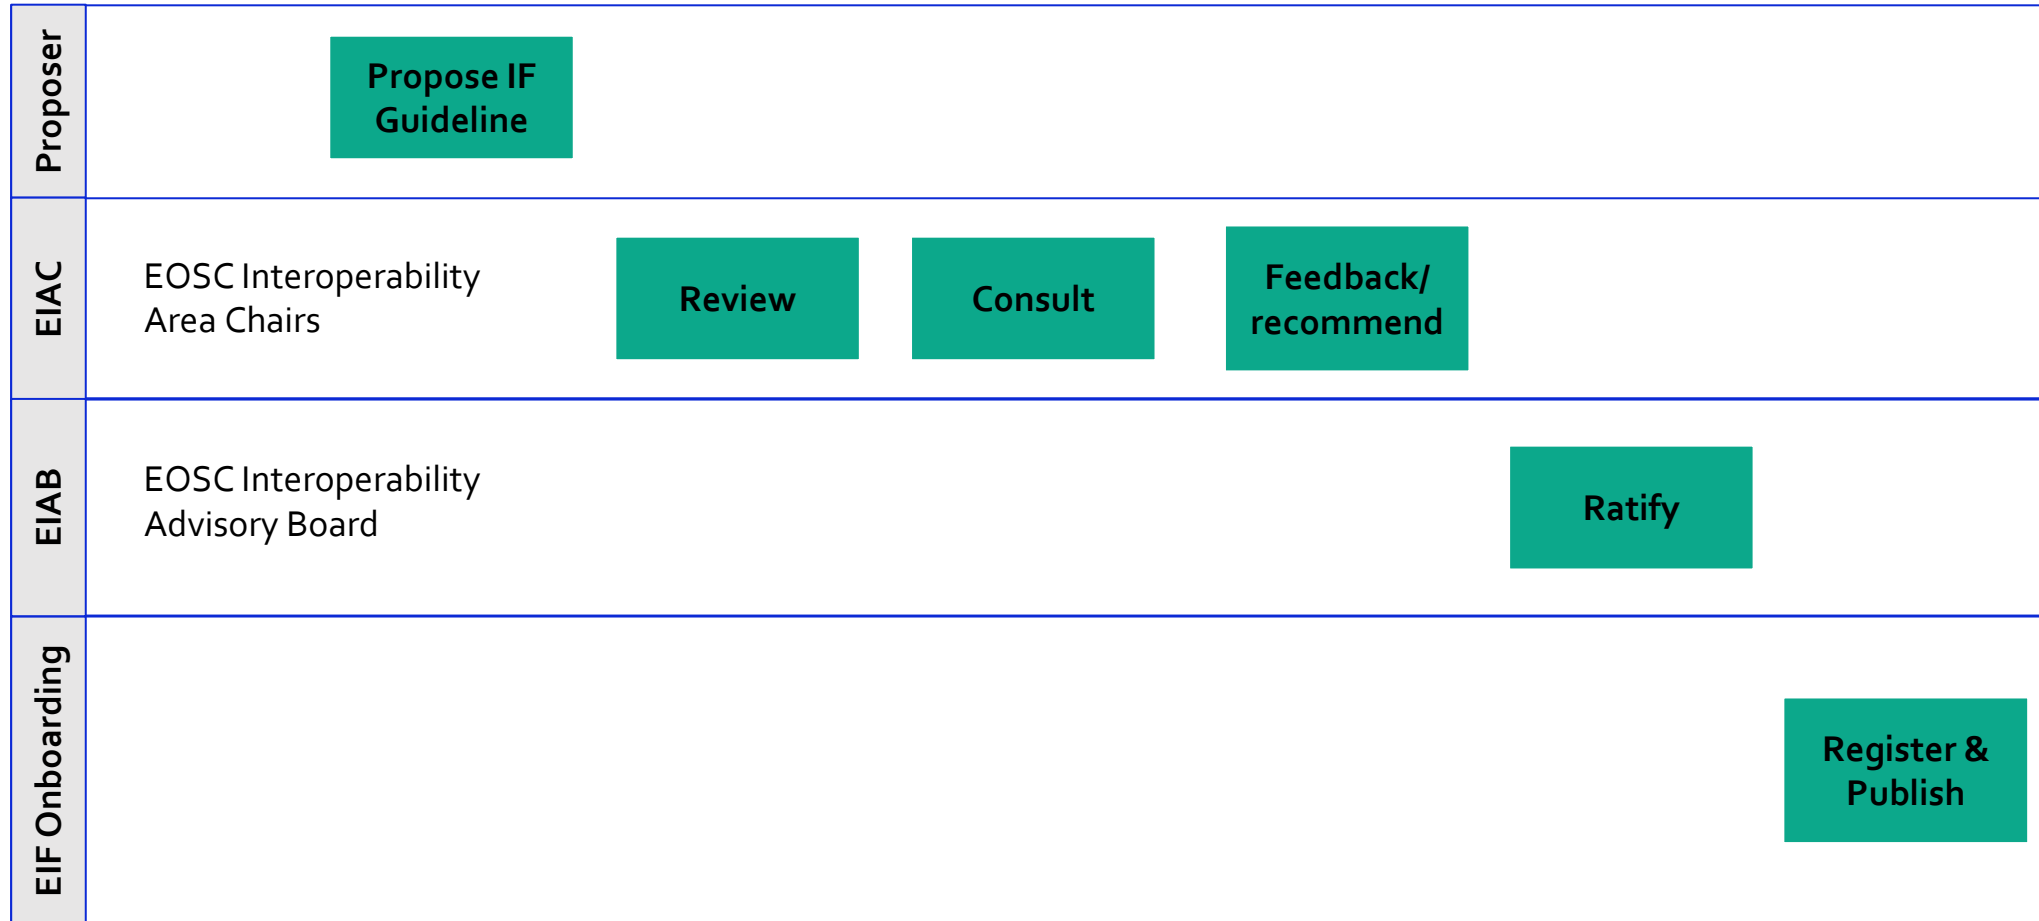 Proposer
Propose IF
Guideline
EIAC
EOSC Interoperability
Area Chairs
Review
Consult
Feedback/
recommend
EIAB
EOSC Interoperability
Advisory Board
Ratify
EIF Onboarding
Register &
Publish